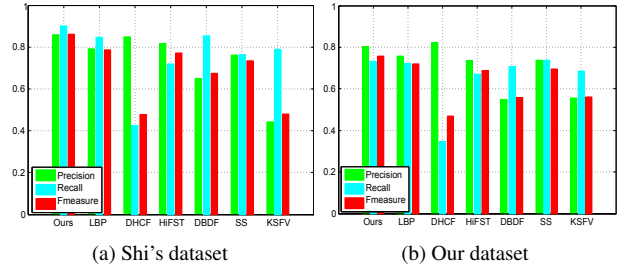 1
0.8
0.6
0.4
0.2
0
Precision
Recall
Fmeasure
Ours LBP DHCF HiFST DBDF SS KSFV
(a) Shi's dataset
1
0.8
0.6
0.4
0.2
0
Precision
Recall
Fmeasure
Ours LBP DHCF HiFST DBDF SS KSFV
(b) Our dataset